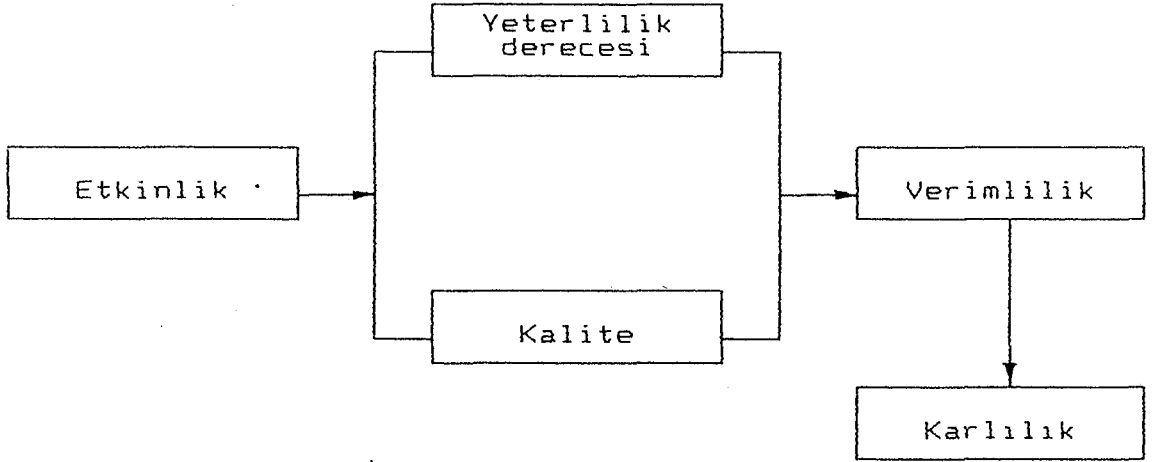 Yeterlilik
derecesi
Etkinlik
Verimlilik
Kalite
Karlılık